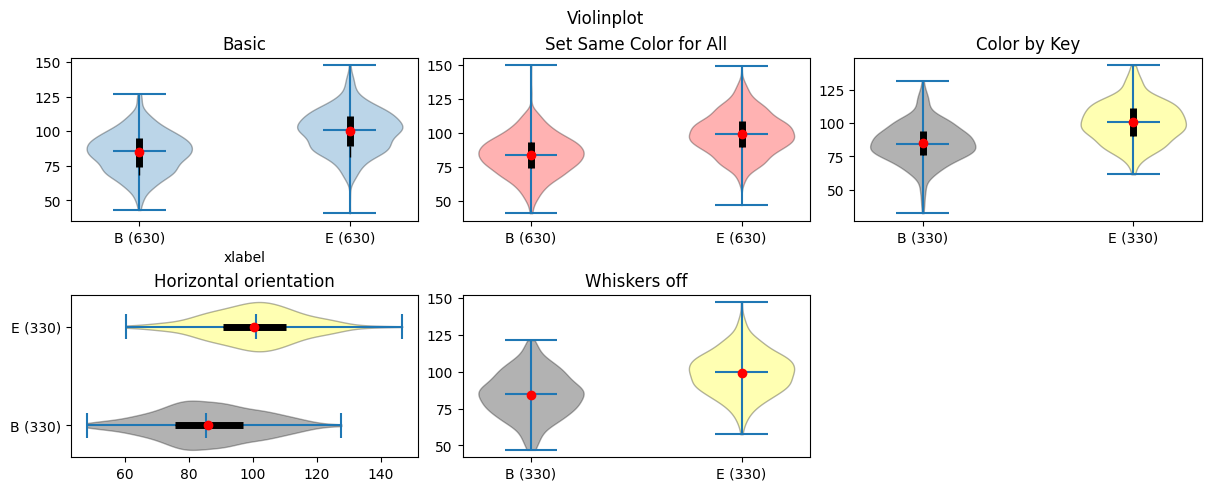 Violinplot
Basic
150
125
100
75
50
B (630)
E (630)
xlabel
Set Same Color for All
150
125
100
75
50
B (630)
E (630)
Color by Key
125
100
75
50
B (330)
E (330)
Horizontal orientation
E (330)
B (330)
60
80
100
120
140
Whiskers off
150
125
100
75
50
B (330)
E (330)